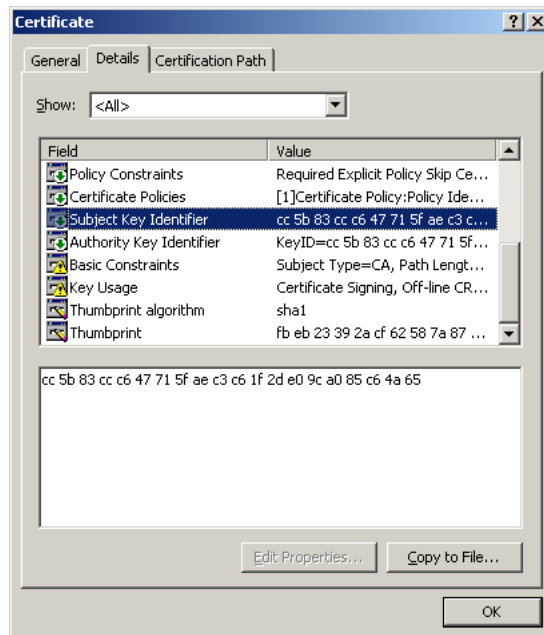 Certificate
General Details Certification Path
Show: <All>
Field Value
Policy Constraints Required Explicit Policy Skip Ce...
Certificate Policies [1]Certificate Policy:Policy Ide...
Subject Key Identifier cc 5b 83 cc c6 47 71 5f ae c3 c...
Authority Key Identifier KeyID=cc 5b 83 cc c6 47 71 5f...
Basic Constraints Subject Type=CA, Path Lengt...
Key Usage Certificate Signing, Off-line CR...
Thumbprint algorithm sha1
Thumbprint fb eb 23 39 2a cf 62 58 7a 87 ...
cc 5b 83 cc c6 47 71 5f ae c3 c6 1f 2d e0 9c a0 85 c6 4a 65
Edit Properties... Copy to File...
OK